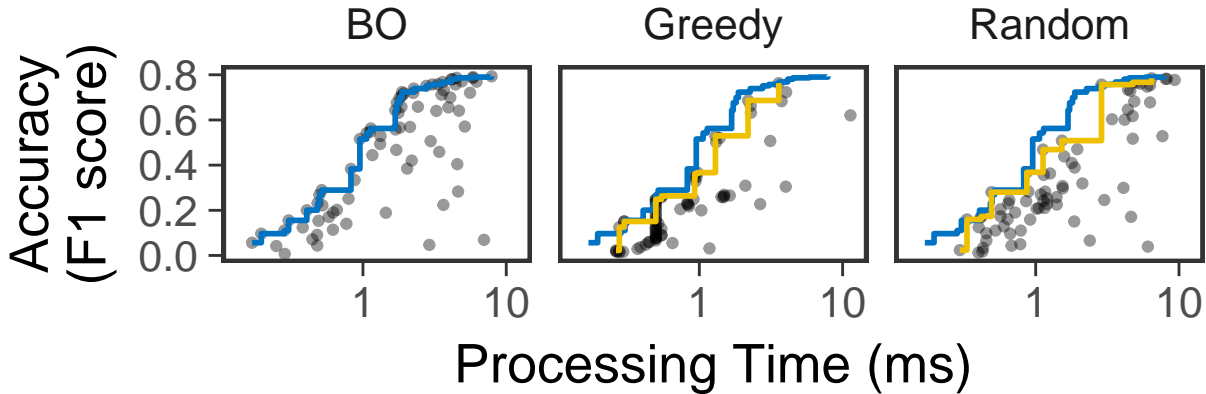 BO
Greedy
Random
Accuracy
(F1 score)
0.8
0.6
0.4
0.2
0.0
1
10
1
10
1
10
Processing Time (ms)